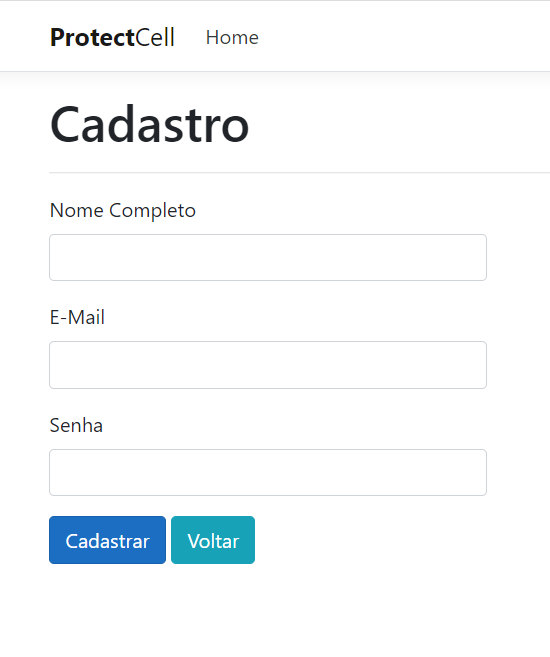 ProtectCell Home
Cadastro
Nome Completo
E-Mail
Senha
Cadastrar Voltar